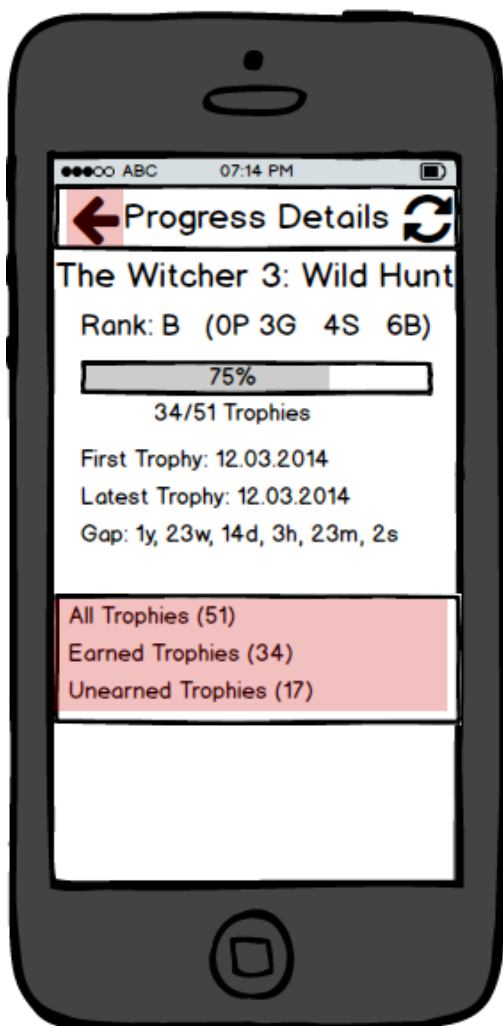 ABC 07:14 PM
Progress Details
The Witcher 3: Wild Hunt
Rank: B (0P 3G 4S 6B)
75%
34/51 Trophies
First Trophy: 12.03.2014
Latest Trophy: 12.03.2014
Gap: 1y, 23w, 14d, 3h, 23m, 2s
All Trophies (51)
Earned Trophies (34)
Unearned Trophies (17)